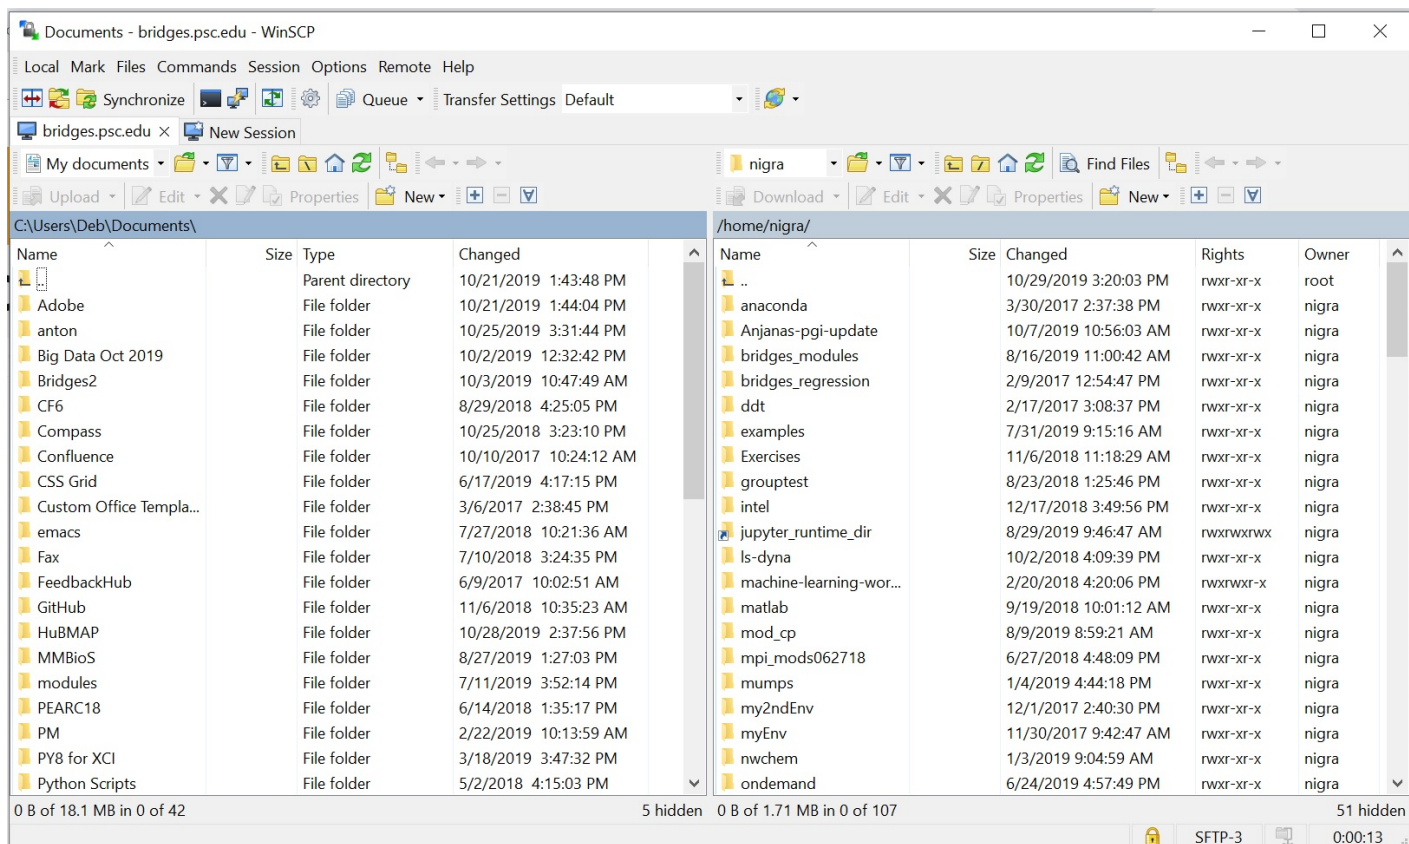 Documents - bridges.psc.edu - WinSCP
Local Mark Files Commands Session Options Remote Help
Synchronize Queue Transfer Settings Default
bridges.psc.edu New Session
My documents
Upload Edit Properties New
C:\Users\Deb\Documents\
Name Size Type Changed
.. Parent directory 10/21/2019 1:43:48 PM
Adobe File folder 10/21/2019 1:44:04 PM
anton File folder 10/25/2019 3:31:44 PM
Big Data Oct 2019 File folder 10/2/2019 12:32:42 PM
Bridges2 File folder 10/3/2019 10:47:49 AM
CF6 File folder 8/29/2018 4:25:05 PM
Compass File folder 10/25/2018 3:23:10 PM
Confluence File folder 10/10/2017 10:24:12 AM
CSS Grid File folder 6/17/2019 4:17:15 PM
Custom Office Templa... File folder 3/6/2017 2:38:45 PM
emacs File folder 7/27/2018 10:21:36 AM
Fax File folder 7/10/2018 3:24:35 PM
FeedbackHub File folder 6/9/2017 10:02:51 AM
GitHub File folder 11/6/2018 10:35:23 AM
HuBMAP File folder 10/28/2019 2:37:56 PM
MMBioS File folder 8/27/2019 1:27:03 PM
modules File folder 7/11/2019 3:52:14 PM
PEARC18 File folder 6/14/2018 1:35:17 PM
PM File folder 2/22/2019 10:13:59 AM
PY8 for XCI File folder 3/18/2019 3:47:32 PM
Python Scripts File folder 5/2/2018 4:15:03 PM
0 B of 18.1 MB in 0 of 42 5 hidden
nigra Find Files
Download Edit Properties New
/home/nigra/
Name Size Changed Rights Owner
.. 10/29/2019 3:20:03 PM rwxr-xr-x root
anaconda 3/30/2017 2:37:38 PM rwxr-xr-x nigra
Anjanas-pgi-update 10/7/2019 10:56:03 AM rwxr-xr-x nigra
bridges_modules 8/16/2019 11:00:42 AM rwxr-xr-x nigra
bridges_regression 2/9/2017 12:54:47 PM rwxr-xr-x nigra
ddt 2/17/2017 3:08:37 PM rwxr-xr-x nigra
examples 7/31/2019 9:15:16 AM rwxr-xr-x nigra
Exercises 11/6/2018 11:18:29 AM rwxr-xr-x nigra
grouptest 8/23/2018 1:25:46 PM rwxr-xr-x nigra
intel 12/17/2018 3:49:56 PM rwxr-xr-x nigra
jupyter_runtime_dir 8/29/2019 9:46:47 AM rwxrwxrwx nigra
ls-dyna 10/2/2018 4:09:39 PM rwxr-xr-x nigra
machine-learning-wor... 2/20/2018 4:20:06 PM rwxrwxr-x nigra
matlab 9/19/2018 10:01:12 AM rwxr-xr-x nigra
mod_cp 8/9/2019 8:59:21 AM rwxr-xr-x nigra
mpi_mods062718 6/27/2018 4:48:09 PM rwxr-xr-x nigra
mumps 1/4/2019 4:44:18 PM rwxr-xr-x nigra
my2ndEnv 12/1/2017 2:40:30 PM rwxr-xr-x nigra
myEnv 11/30/2017 9:42:47 AM rwxr-xr-x nigra
nwchem 1/3/2019 9:04:59 AM rwxr-xr-x nigra
ondemand 6/24/2019 4:57:49 PM rwxr-xr-x nigra
0 B of 1.71 MB in 0 of 107 51 hidden
SFTP-3 0:00:13